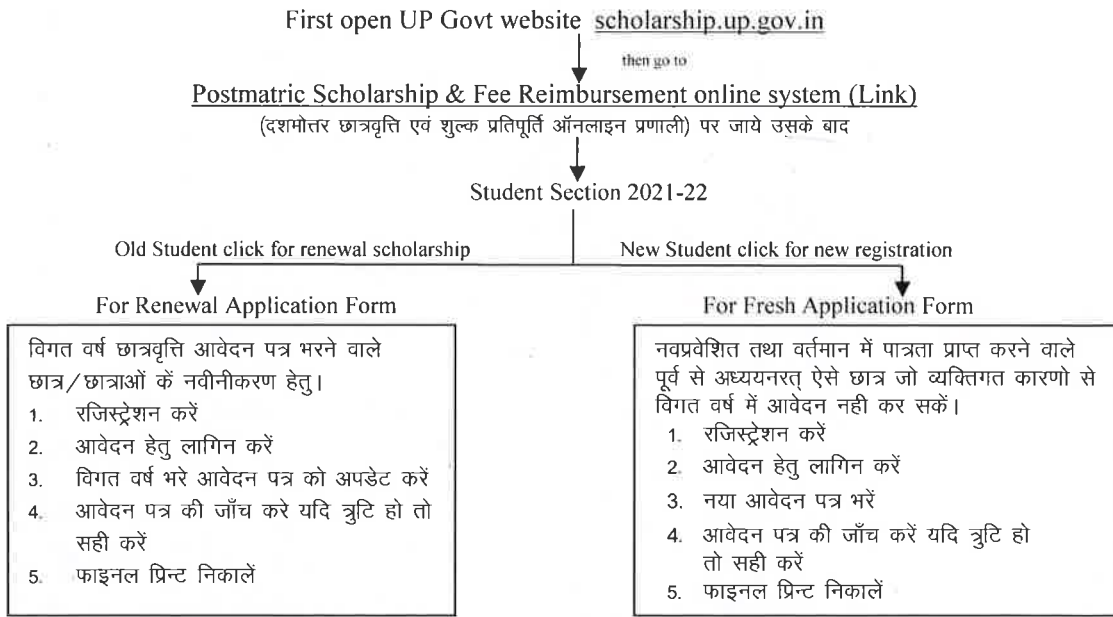 First open UP Govt website scholarship.up.gov.in
then go to
Postmatric Scholarship & Fee Reimbursement online system (Link)
(दशमोत्तर छात्रवृत्ति एवं शुल्क प्रतिपूर्ति ऑनलाइन प्रणाली) पर जाये उसके बाद
Student Section 2021-22
Old Student click for renewal scholarship
New Student click for new registration
For Renewal Application Form
विगत वर्ष छात्रवृत्ति आवेदन पत्र भरने वाले
छात्र/छात्राओं कें नवीनीकरण हेतु।
1. रजिस्ट्रेशन करें
2. आवेदन हेतु लागिन करें
3. विगत वर्ष भरे आवेदन पत्र को अपडेट करें
4. आवेदन पत्र की जाँच करे यदि त्रुटि हो तो
सही करें
5. फाइनल प्रिन्ट निकालें
For Fresh Application Form
नवप्रवेशित तथा वर्तमान में पात्रता प्राप्त करने वाले
पूर्व से अध्ययनरत् ऐसे छात्र जो व्यक्तिगत कारणो से
विगत वर्ष में आवेदन नही कर सकें।
1. रजिस्ट्रेशन करें
2. आवेदन हेतु लागिन करें
3. नया आवेदन पत्र भरें
4. आवेदन पत्र की जाँच करें यदि त्रुटि हो
तो सही करें
5. फाइनल प्रिन्ट निकालें